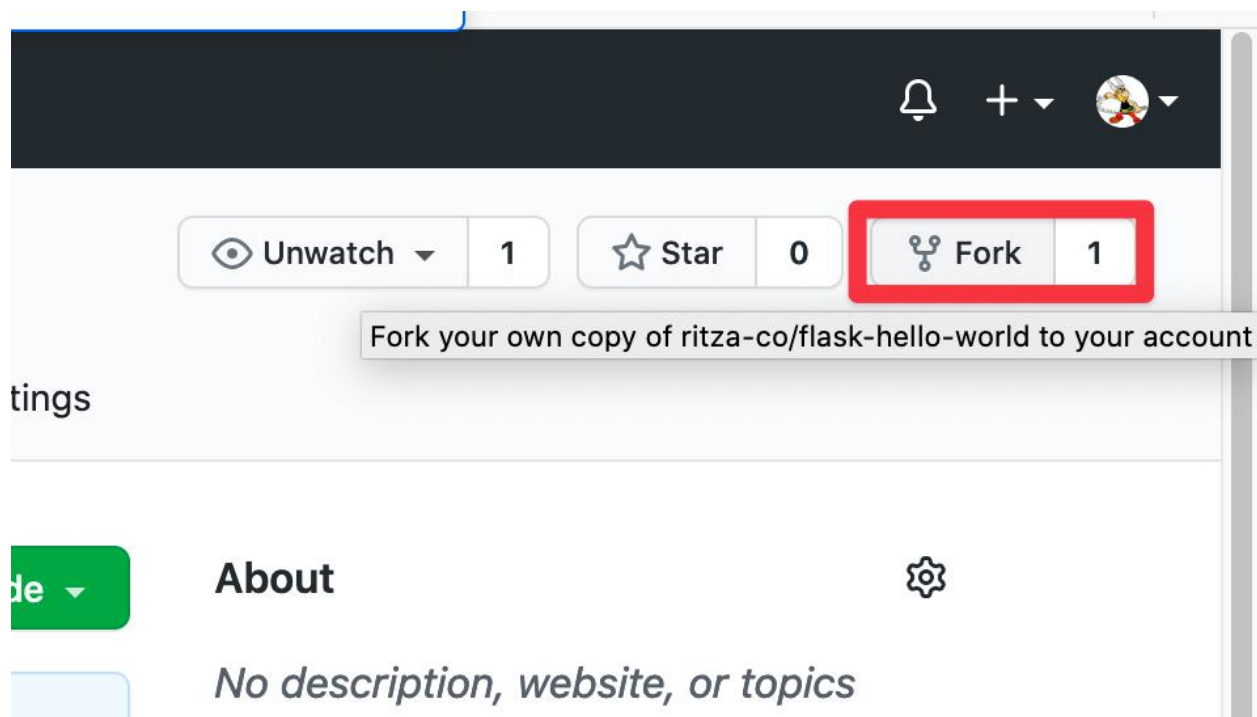 Unwatch 1 Star 0 Fork 1
Fork your own copy of ritza-co/flask-hello-world to your account
tings
de About
No description, website, or topics